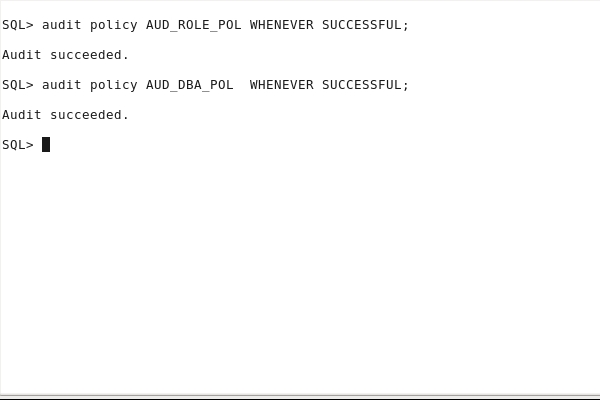 SQL> audit policy AUD_ROLE_POL WHENEVER SUCCESSFUL;
Audit succeeded.
SQL> audit policy AUD_DBA_POL  WHENEVER SUCCESSFUL;
Audit succeeded.
SQL>